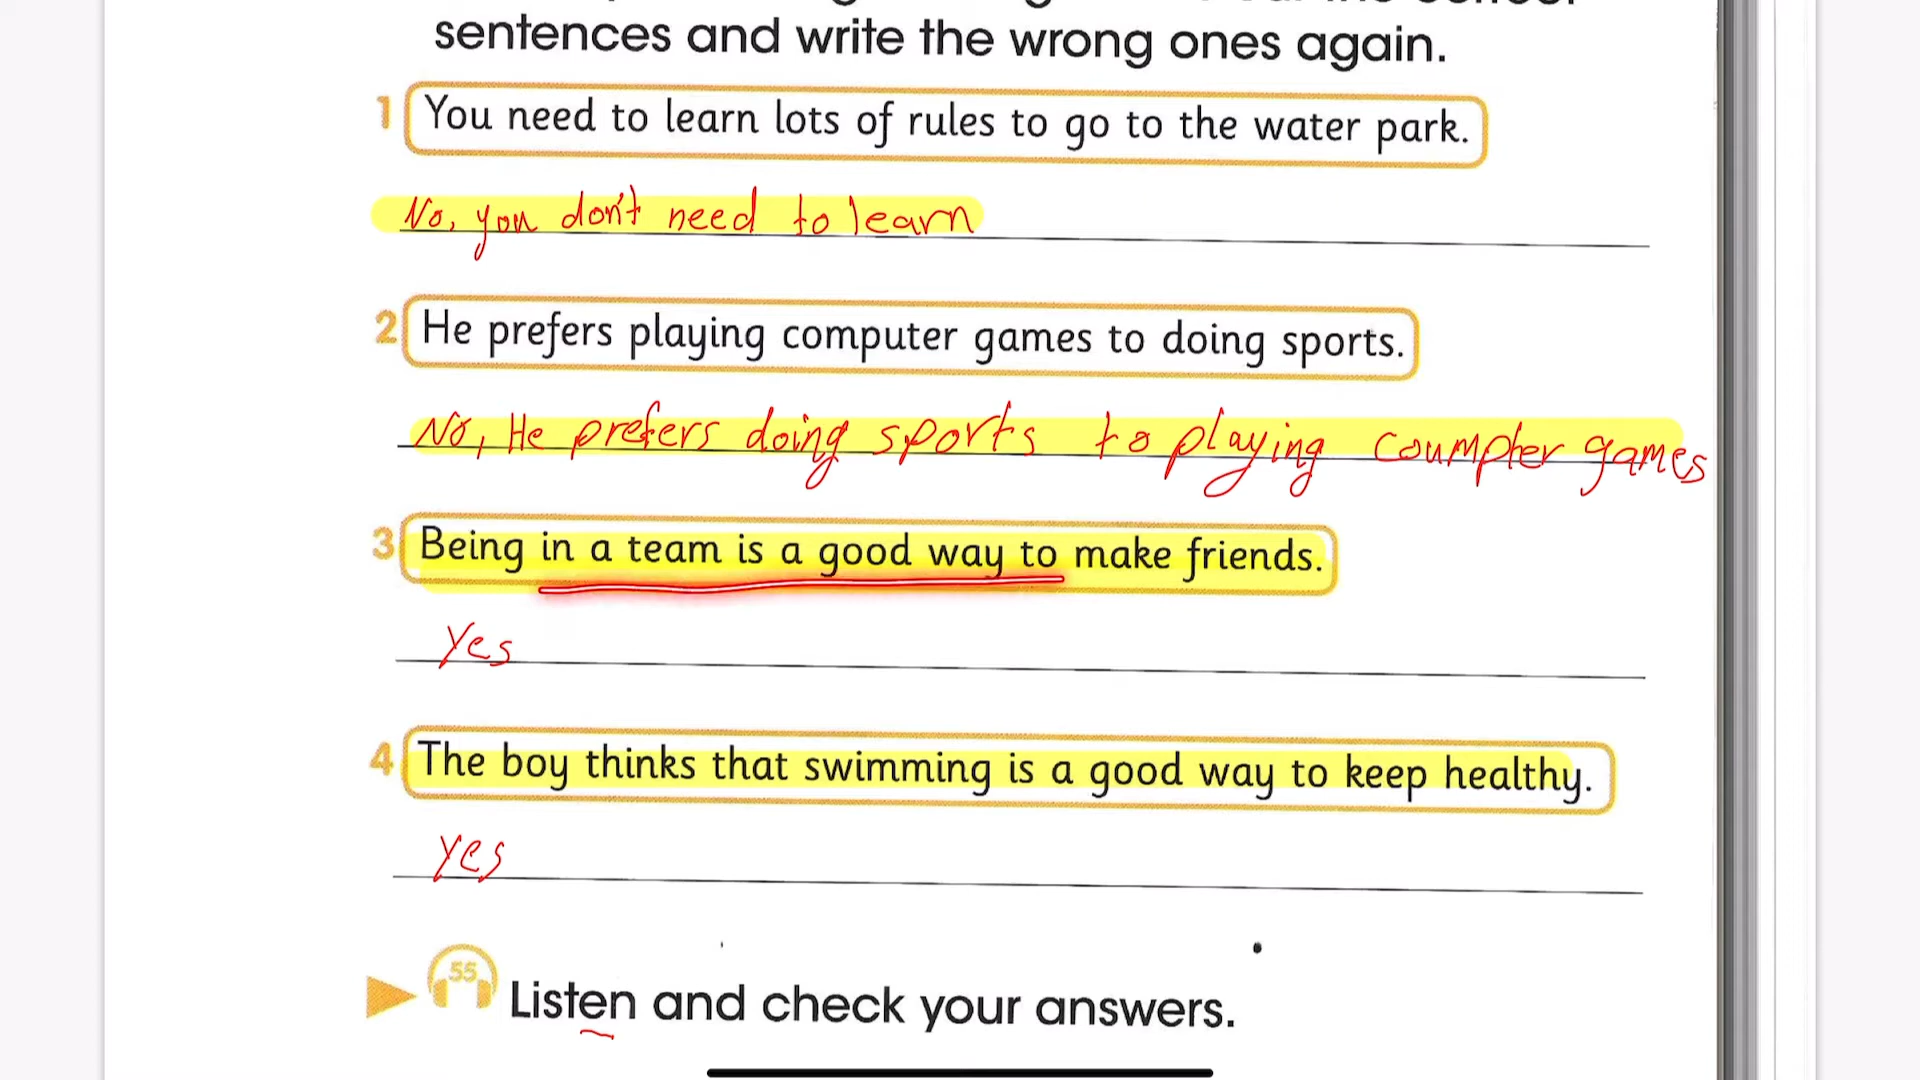 sentences and write the wrong ones again.
1 You need to learn lots of rules to go to the water park.
No, you don't need to learn
2 He prefers playing computer games to doing sports.
No, He prefers doing sports to playing coumpter games
3 Being in a team is a good way to make friends.
Yes
4 The boy thinks that swimming is a good way to keep healthy.
Yes
55 Listen and check your answers.